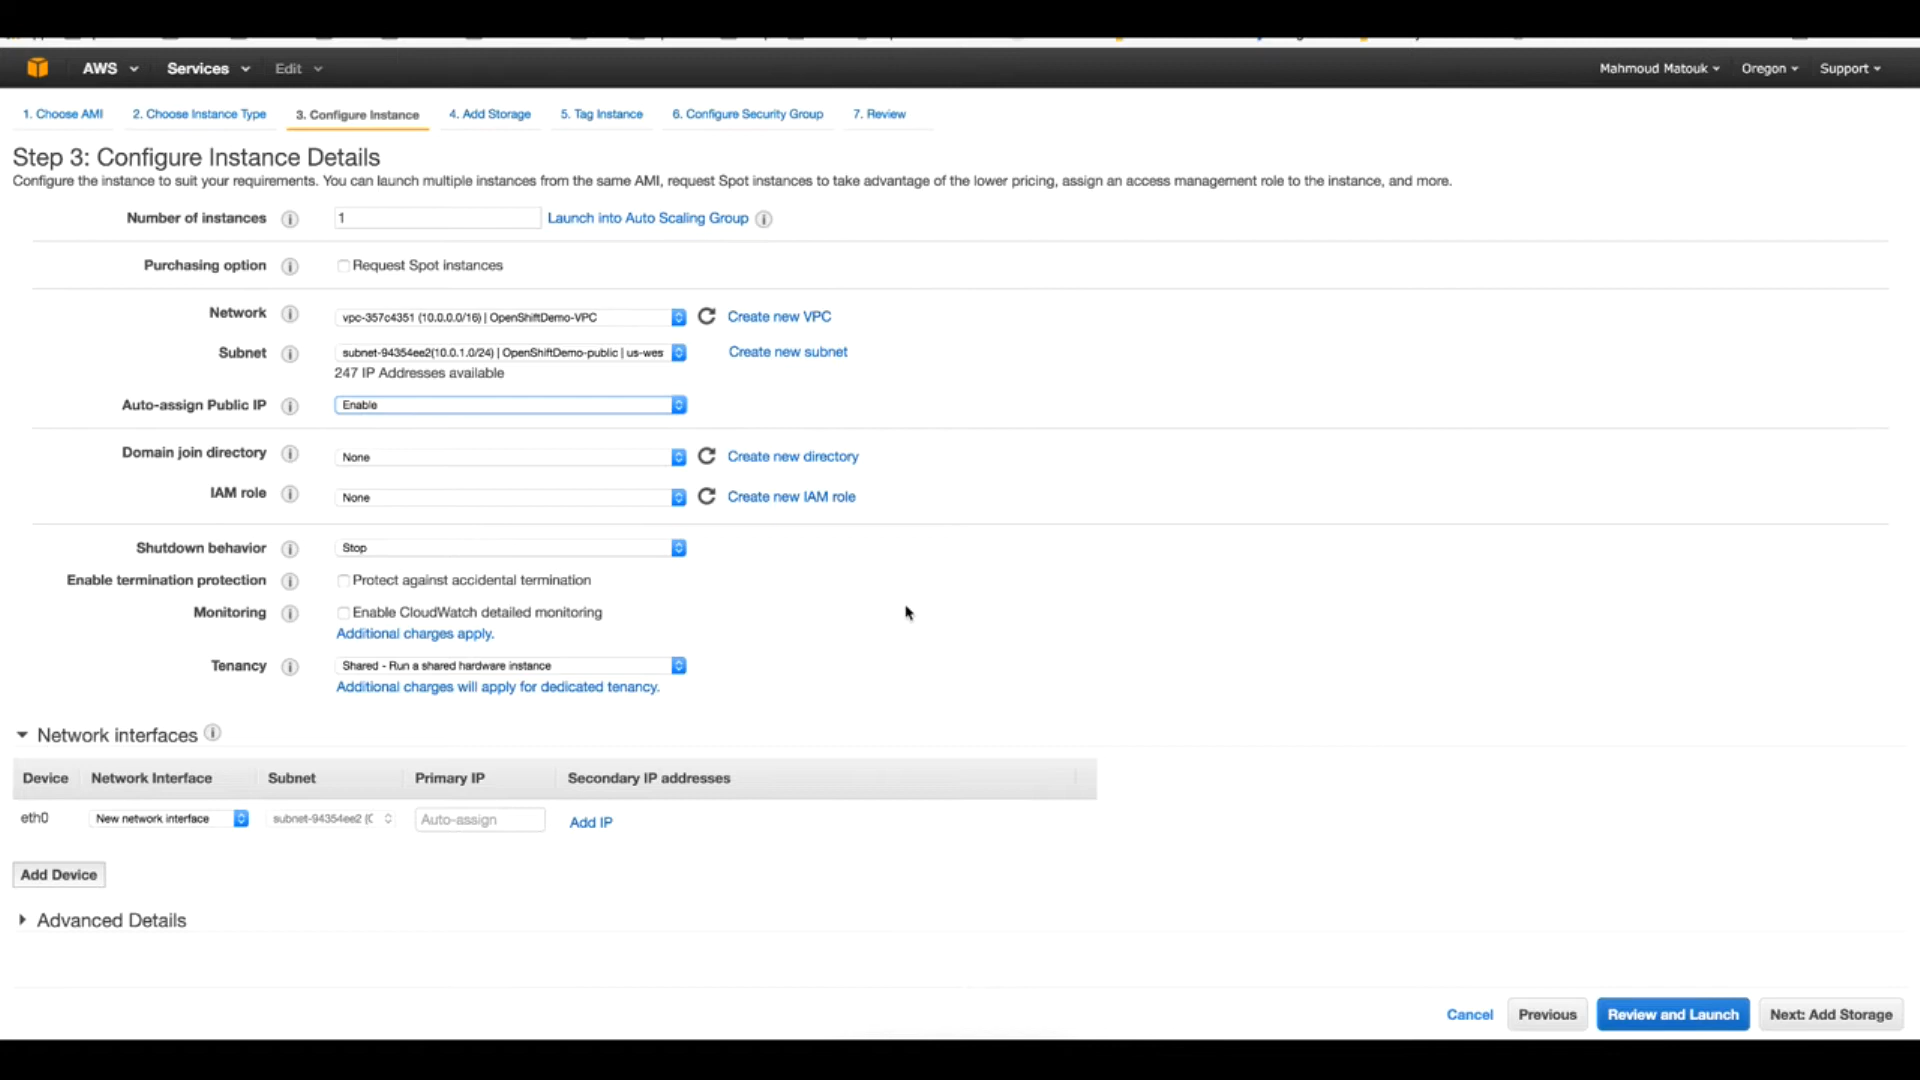 AWS Services Edit Mahmoud Matouk Oregon Support
1. Choose AMI 2. Choose Instance Type 3. Configure Instance 4. Add Storage 5. Tag Instance 6. Configure Security Group 7. Review
Step 3: Configure Instance Details
Configure the instance to suit your requirements. You can launch multiple instances from the same AMI, request Spot instances to take advantage of the lower pricing, assign an access management role to the instance, and more.
Number of instances 1 Launch into Auto Scaling Group
Purchasing option Request Spot instances
Network vpc-357c4351 (10.0.0.0/16) | OpenShiftDemo-VPC Create new VPC
Subnet subnet-94354ee2(10.0.1.0/24) | OpenShiftDemo-public | us-wes Create new subnet
247 IP Addresses available
Auto-assign Public IP Enable
Domain join directory None Create new directory
IAM role None Create new IAM role
Shutdown behavior Stop
Enable termination protection Protect against accidental termination
Monitoring Enable CloudWatch detailed monitoring
Additional charges apply.
Tenancy Shared - Run a shared hardware instance
Additional charges will apply for dedicated tenancy.
Network interfaces
Device Network Interface Subnet Primary IP Secondary IP addresses
eth0 New network interface subnet-94354ee2 (C Auto-assign Add IP
Add Device
Advanced Details
Cancel Previous Review and Launch Next: Add Storage